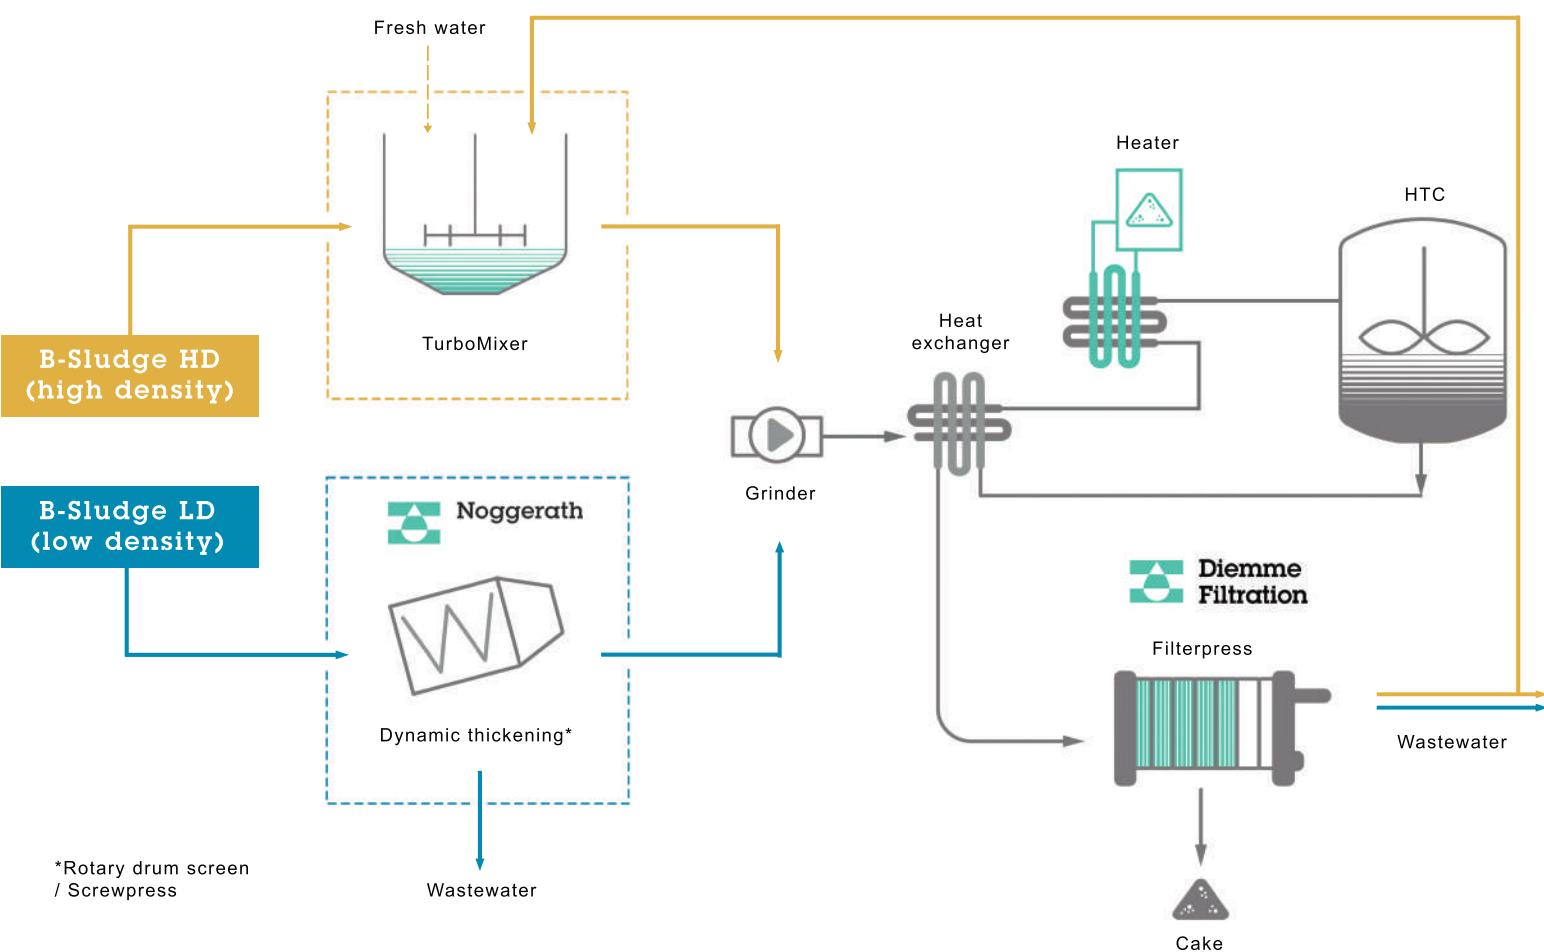 Fresh water
Heater
HTC
TurboMixer
Heat
exchanger
B-Sludge HD
(high density)
Grinder
B-Sludge LD
(low density)
Noggerath
Diemme
Filtration
Filterpress
Dynamic thickening*
Wastewater
*Rotary drum screen
/ Screwpress
Wastewater
Cake